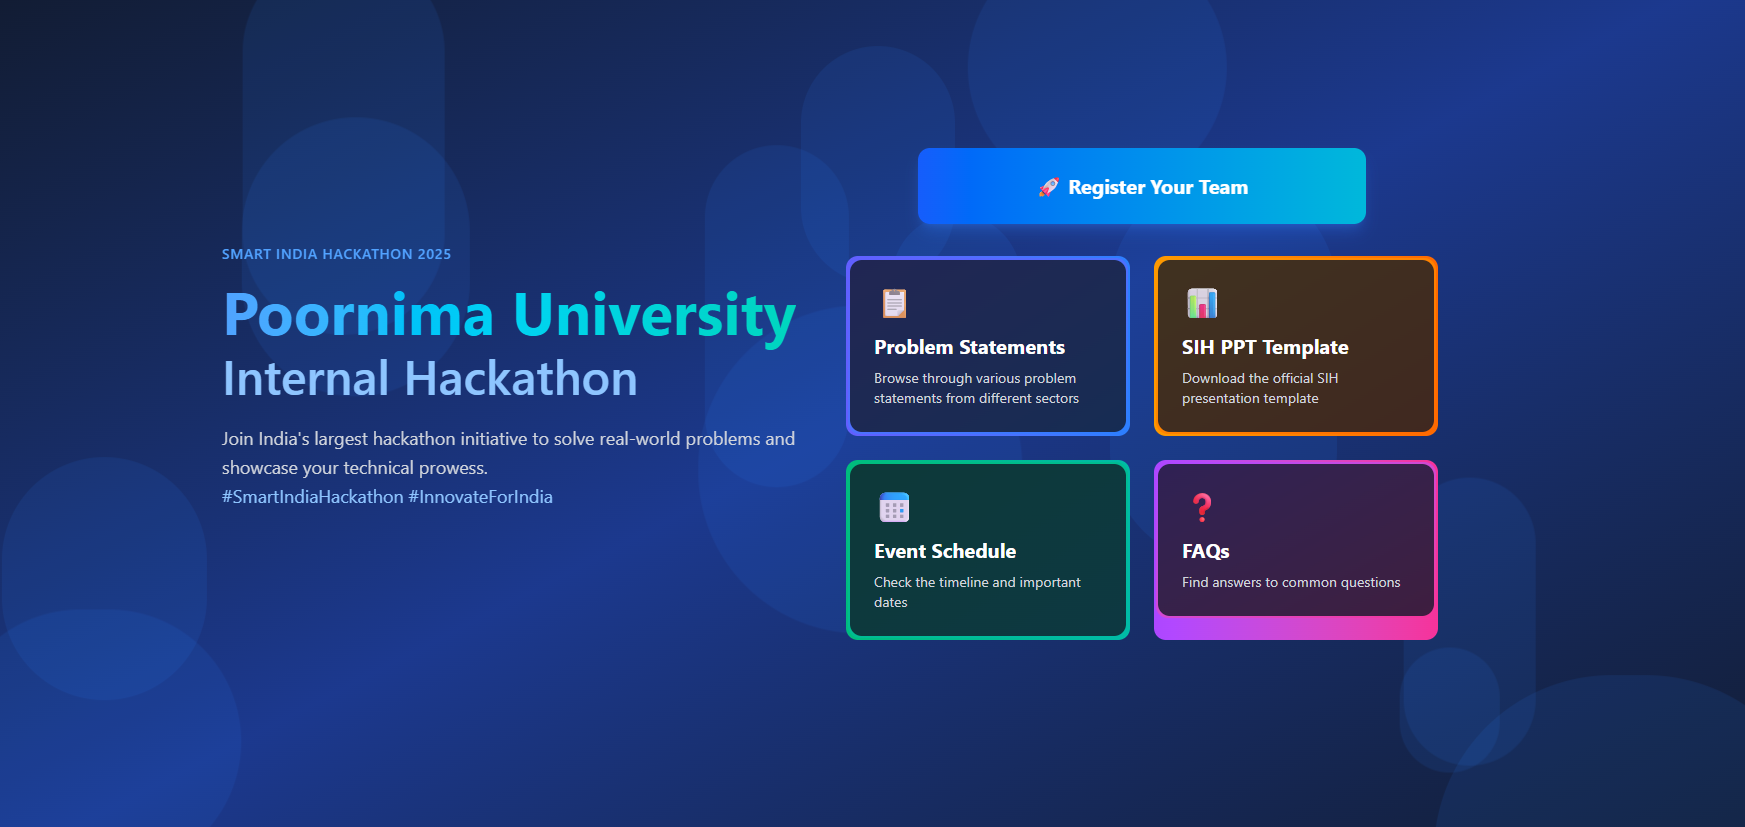 SMART INDIA HACKATHON 2025
Poornima University
Internal Hackathon
Join India's largest hackathon initiative to solve real-world problems and
showcase your technical prowess.
#SmartIndiaHackathon #InnovateForIndia
🚀 Register Your Team
Problem Statements
Browse through various problem
statements from different sectors
SIH PPT Template
Download the official SIH
presentation template
Event Schedule
Check the timeline and important
dates
FAQs
Find answers to common questions